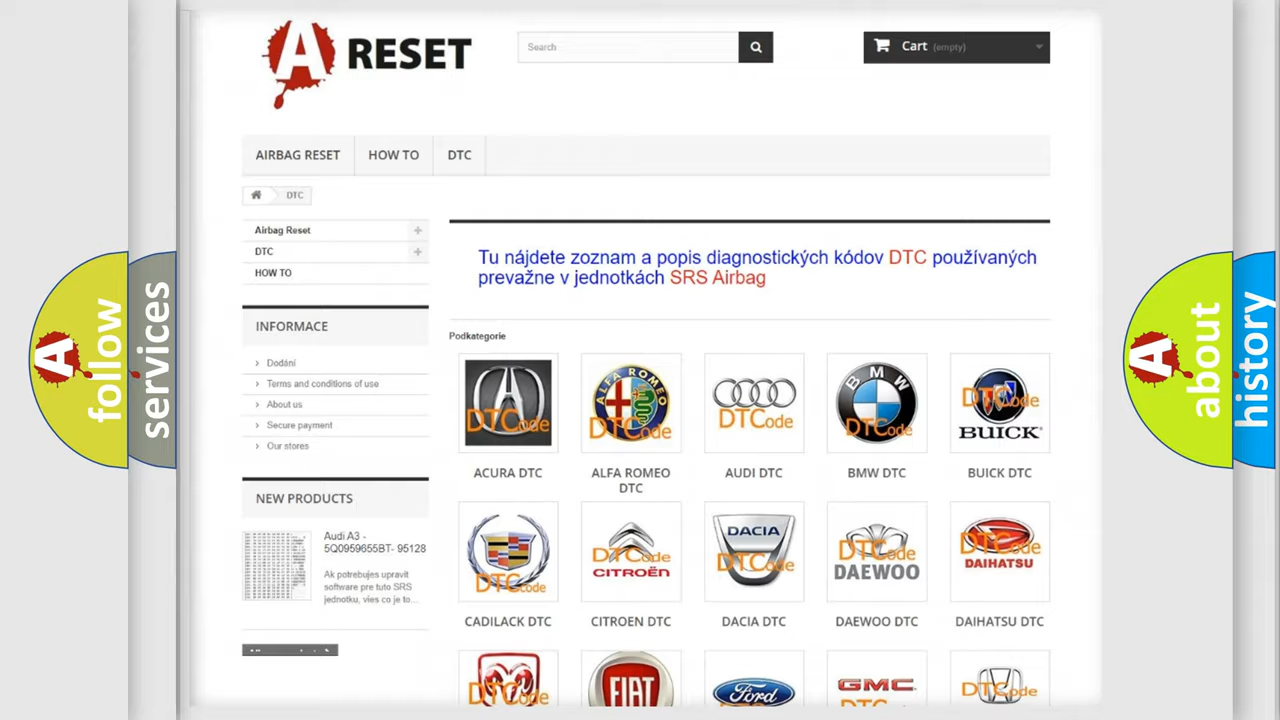 A RESET
Search
Cart (empty)
AIRBAG RESET
HOW TO
DTC
DTC
Airbag Reset
DTC
HOW TO
INFORMACE
Dodání
Terms and conditions of use
About us
Secure payment
Our stores
NEW PRODUCTS
Audi A3 -
5Q0959655BT- 95128
Ak potrebujes upravit
software pre tuto SRS
jednotku, vies co je to...
Tu nájdete zoznam a popis diagnostických kódov DTC používaných
prevažne v jednotkách SRS Airbag
Podkategorie
DTCode
ALFA ROMEO
DTCode
DTCode
BMW
DTCode
DTCode
BUICK
ACURA DTC
ALFA ROMEO
DTC
AUDI DTC
BMW DTC
BUICK DTC
DTCode
DTCode
CITROËN
DACIA
DTCode
DTCode
DAEWOO
DTCode
DAIHATSU
CADILACK DTC
CITROEN DTC
DACIA DTC
DAEWOO DTC
DAIHATSU DTC
DTCode
FIAT
Ford
GMC
DTCode
A follow
services
A about
history